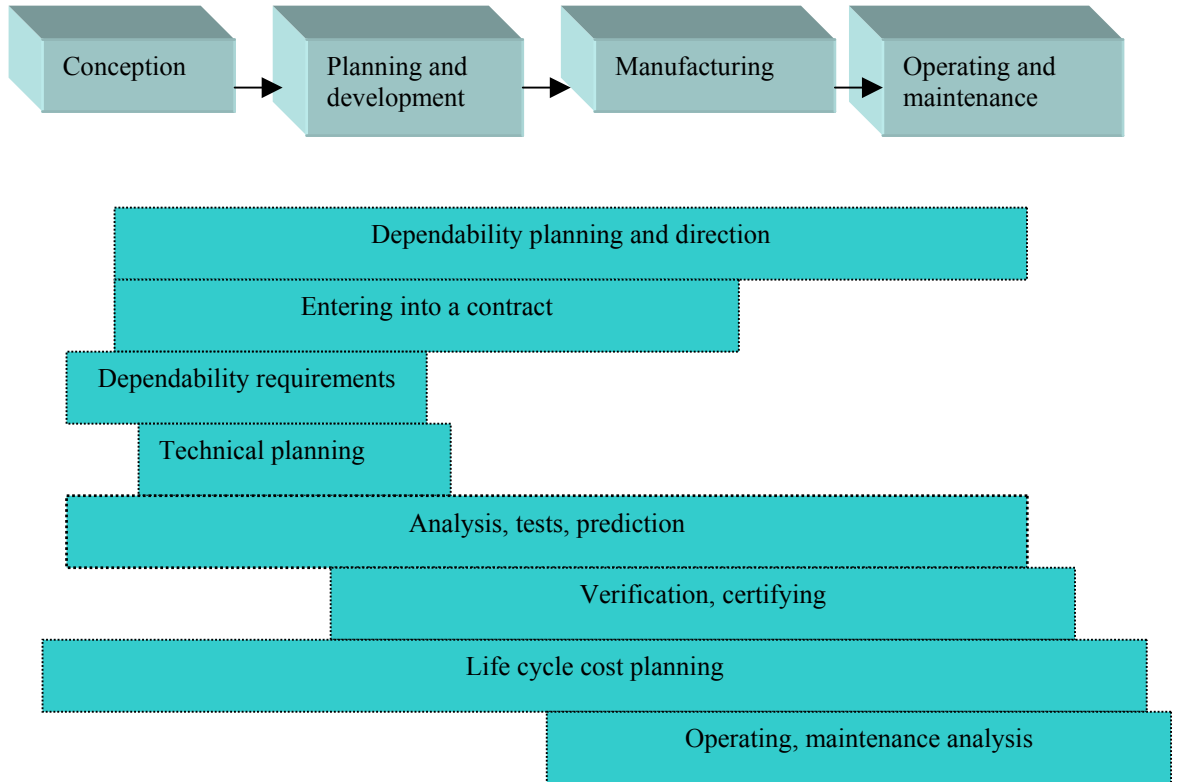 Conception
Planning and
development
Manufacturing
Operating and
maintenance
Dependability planning and direction
Entering into a contract
Dependability requirements
Technical planning
Analysis, tests, prediction
Verification, certifying
Life cycle cost planning
Operating, maintenance analysis